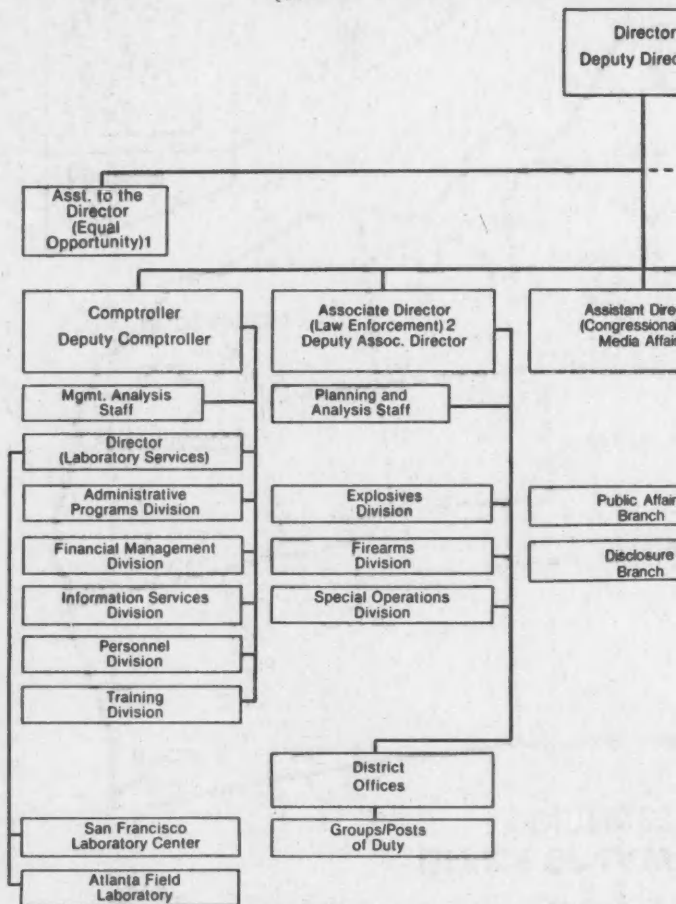 Director
Deputy Direc
Asst. to the
Director
(Equal
Opportunity)1
Comptroller
Deputy Comptroller
Mgmt. Analysis
Staff
Director
(Laboratory Services)
Administrative
Programs Division
Financial Management
Division
Information Services
Division
Personnel
Division
Training
Division
San Francisco
Laboratory Center
Atlanta Field
Laboratory
Associate Director
(Law Enforcement) 2
Deputy Assoc. Director
Planning and
Analysis Staff
Explosives
Division
Firearms
Division
Special Operations
Division
District
Offices
Groups/Posts
of Duty
Assistant Dire
(Congressiona
Media Affair
Public Affair
Branch
Disclosure
Branch